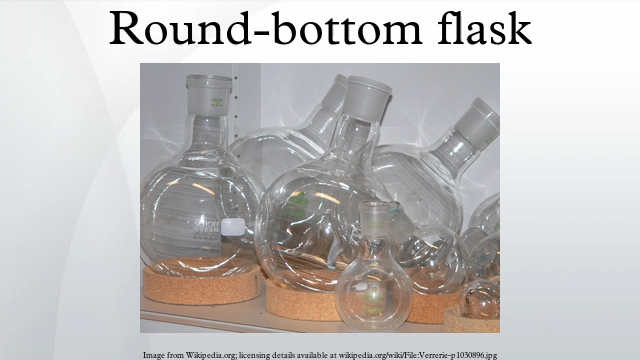 Round-bottom flask
Image from Wikipedia.org; licensing details available at wikipedia.org/wiki/File:Verrerie-p1030896.jpg